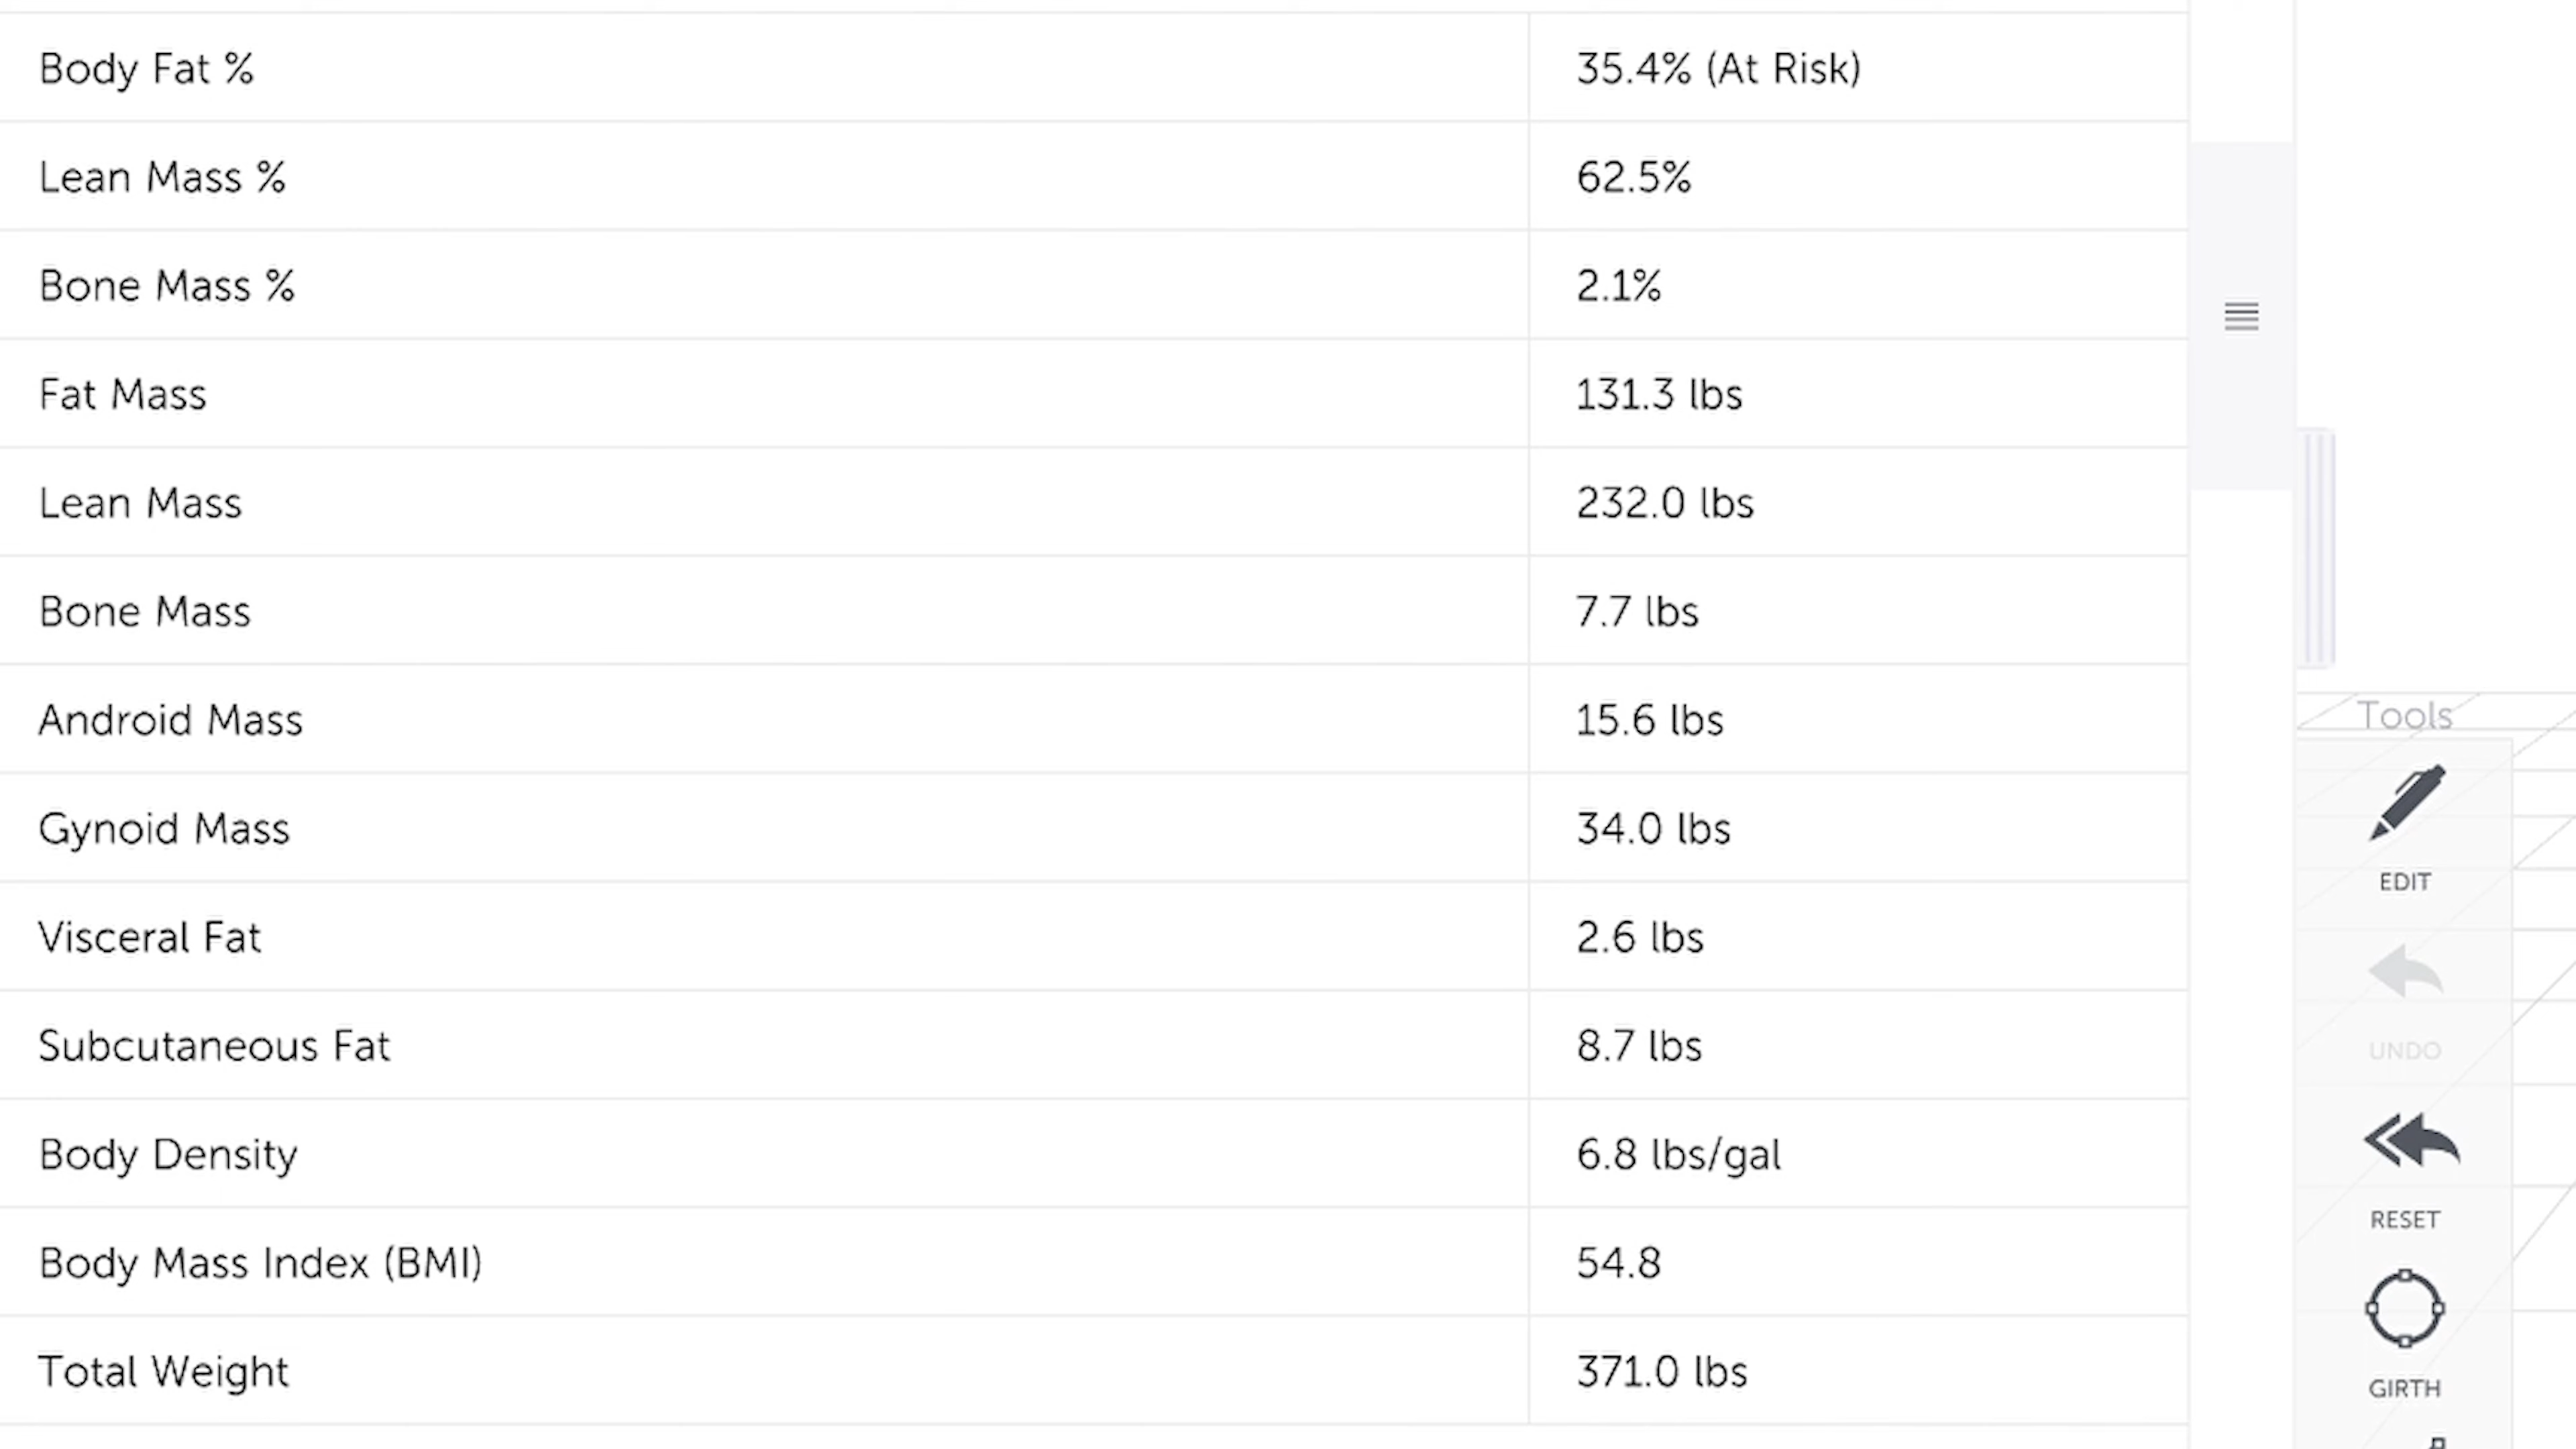 Body Fat % 35.4% (At Risk)
Lean Mass % 62.5%
Bone Mass % 2.1%
Fat Mass 131.3 lbs
Lean Mass 232.0 lbs
Bone Mass 7.7 lbs
Android Mass 15.6 lbs
Gynoid Mass 34.0 lbs
Visceral Fat 2.6 lbs
Subcutaneous Fat 8.7 lbs
Body Density 6.8 lbs/gal
Body Mass Index (BMI) 54.8
Total Weight 371.0 lbs
Tools
EDIT
UNDO
RESET
GIRTH